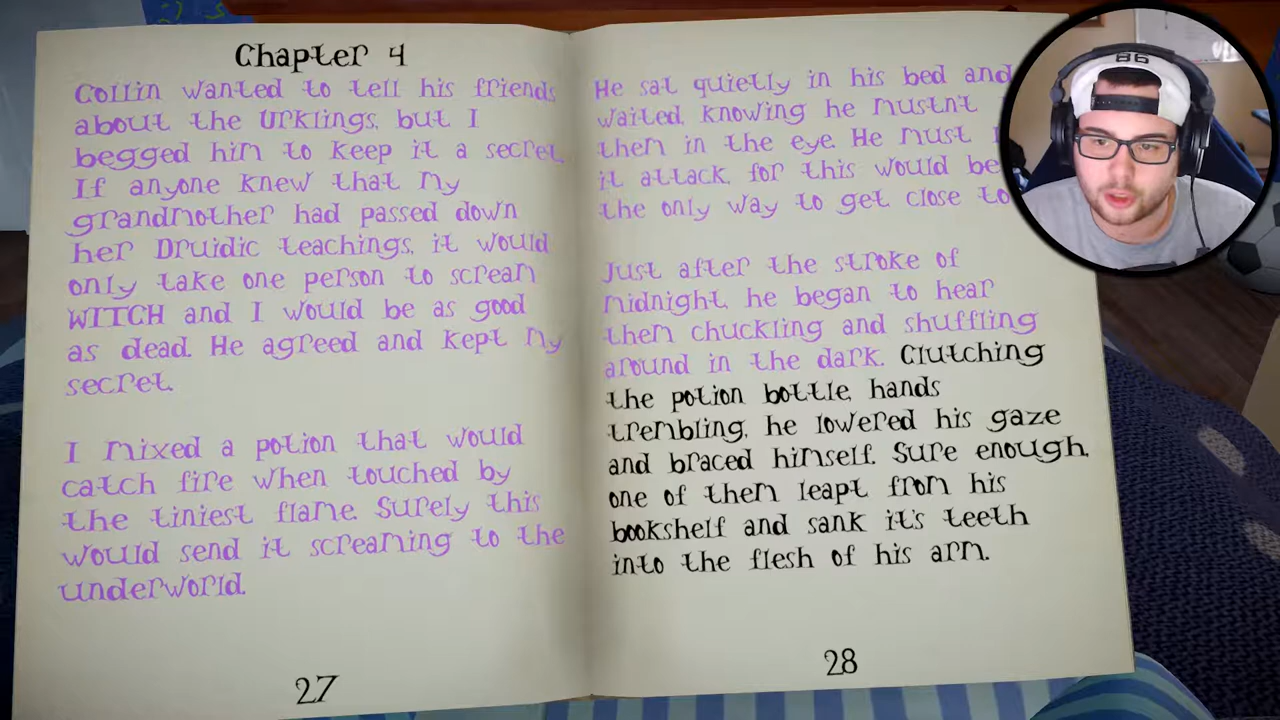 Chapter 4
Collin wanted to tell his friends
about the Urklings, but I
begged him to keep it a secret.
If anyone knew that my
grandmother had passed down
her Druidic teachings, it would
only take one person to scream
WITCH and I would be as good
as dead. He agreed and kept my
secret.
I mixed a potion that would
catch fire when touched by
the tiniest flame. Surely this
would send it screaming to the
underworld.
27
He sat quietly in his bed and
waited, knowing he mustn't
them in the eye. He must
it attack, for this would be
the only way to get close to
Just after the stroke of
midnight, he began to hear
them chuckling and shuffling
around in the dark. Clutching
the potion bottle, hands
trembling, he lowered his gaze
and braced himself. Sure enough,
one of them leapt from his
bookshelf and sank it's teeth
into the flesh of his arm.
28
86